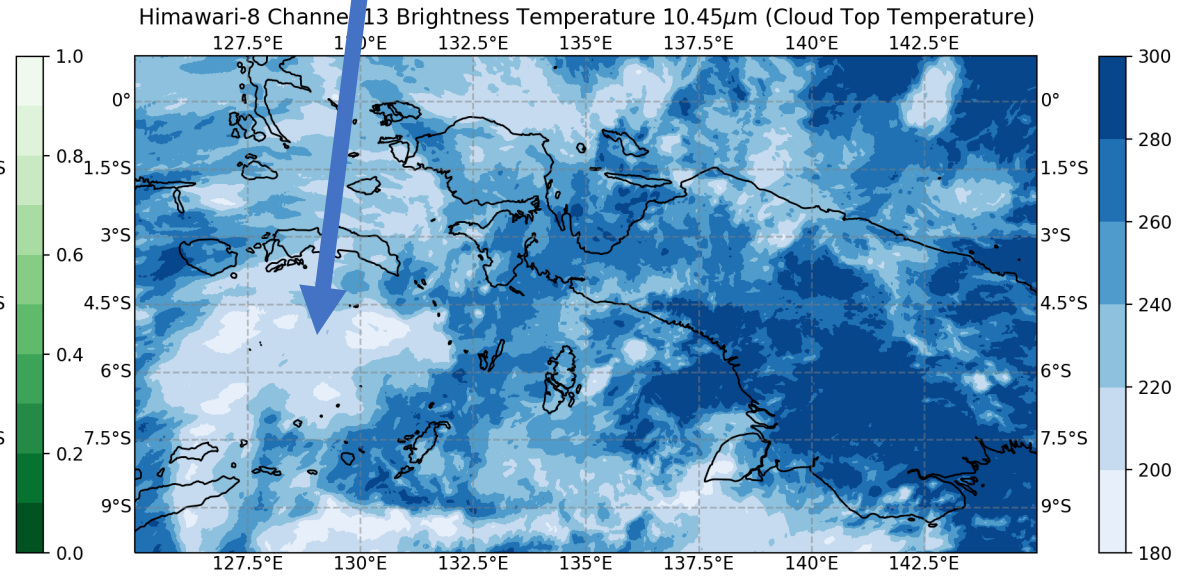 Himawari-8 Channel 13 Brightness Temperature 10.45μm (Cloud Top Temperature)
127.5°E 130°E 132.5°E 135°E 137.5°E 140°E 142.5°E
1.0
0.8
0.6
0.4
0.2
0.0
S
S
S
0°
1.5°S
3°S
4.5°S
6°S
7.5°S
9°S
0°
1.5°S
3°S
4.5°S
6°S
7.5°S
9°S
300
280
260
240
220
200
180
127.5°E 130.0°E 132.5°E 135°E 137.5°E 140°E 142.5°E